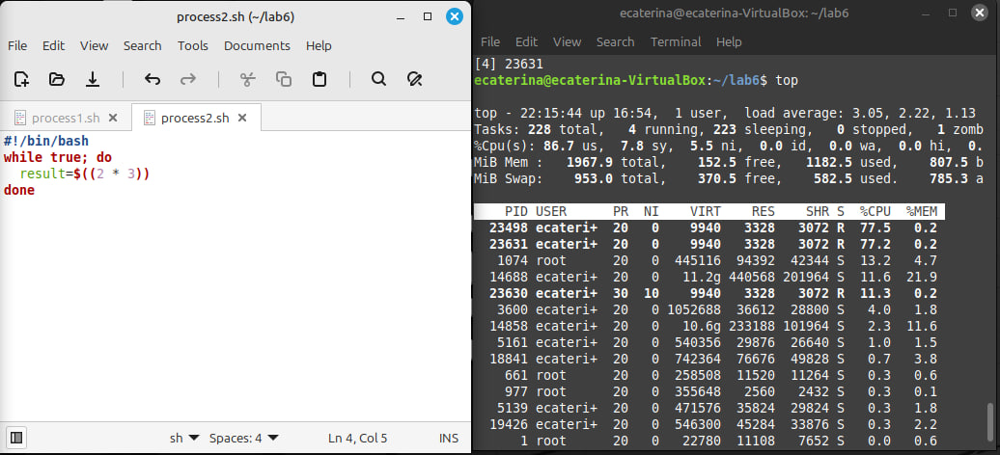 process2.sh (~/lab6)
File Edit View Search Tools Documents Help
process1.sh
process2.sh
#!/bin/bash
while true; do
  result=$((2 * 3))
done
sh Spaces: 4 Ln 4, Col 5 INS
ecaterina@ecaterina-VirtualBox: ~/lab6
File Edit View Search Terminal Help
[4] 23631
ecaterina@ecaterina-VirtualBox:~/lab6$ top
top - 22:15:44 up 16:54,  1 user,  load average: 3.05, 2.22, 1.13
Tasks: 228 total,   4 running, 223 sleeping,   0 stopped,   1 zomb
%Cpu(s): 86.7 us,  7.8 sy,  5.5 ni,  0.0 id,  0.0 wa,  0.0 hi,  0.
MiB Mem :   1967.9 total,    152.5 free,   1182.5 used,    807.5 b
MiB Swap:    953.0 total,    370.5 free,    582.5 used.    785.3 a
PID USER      PR  NI    VIRT    RES    SHR S  %CPU  %MEM
23498 ecateri+  20   0    9940   3328   3072 R  77.5   0.2
23631 ecateri+  20   0    9940   3328   3072 R  77.2   0.2
1074 root      20   0  445116  94392  42344 S  13.2   4.7
14688 ecateri+  20   0   11.2g 440568 201964 S  11.6  21.9
23630 ecateri+  30  10    9940   3328   3072 R  11.3   0.2
3600 ecateri+  20   0 1052688  36612  28800 S   4.0   1.8
14858 ecateri+  20   0   10.6g 233188 101964 S   2.3  11.6
5161 ecateri+  20   0  540356  29876  26640 S   1.0   1.5
18841 ecateri+  20   0  742364  76676  49828 S   0.7   3.8
661 root      20   0  258508  11520  11264 S   0.3   0.6
977 root      20   0  355648   2560   2432 S   0.3   0.1
5139 ecateri+  20   0  471576  35824  29824 S   0.3   1.8
19426 ecateri+  20   0  546300  45284  33876 S   0.3   2.2
1 root      20   0   22780  11108   7652 S   0.0   0.6